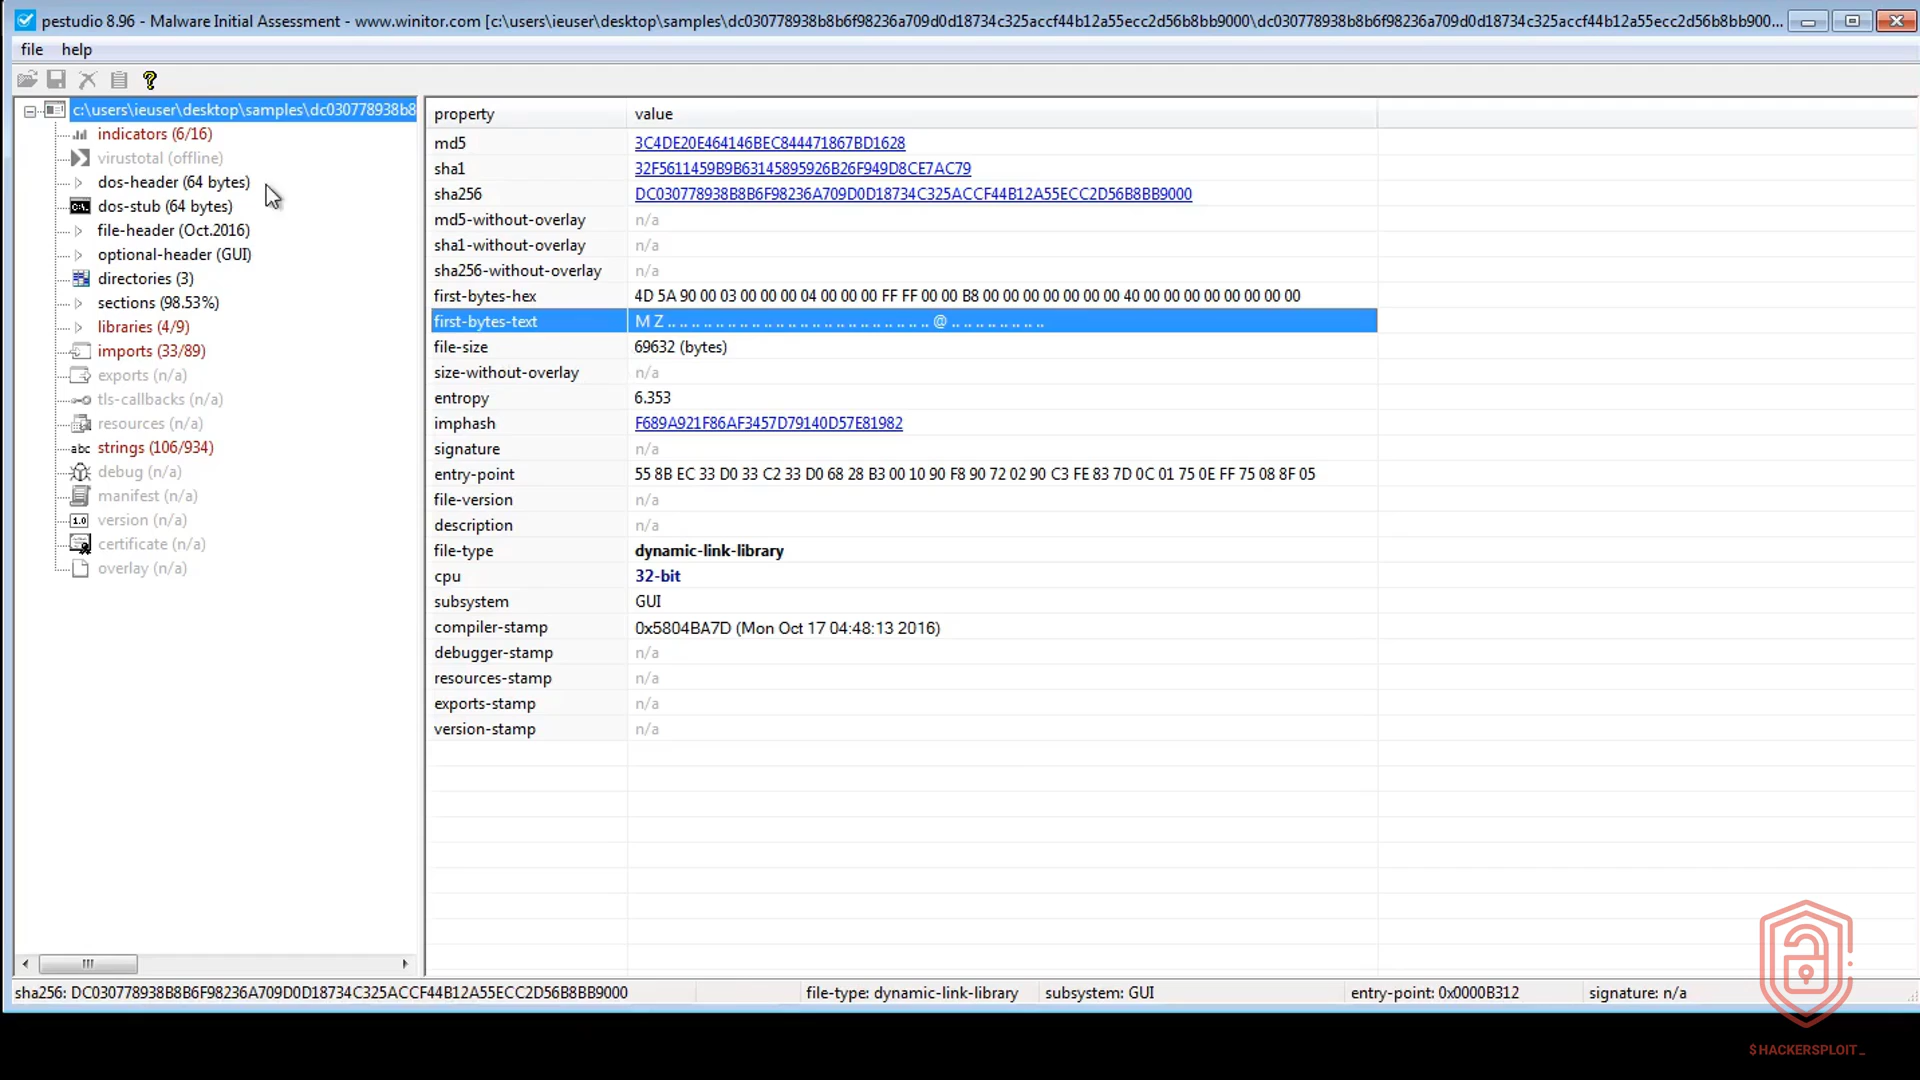 pestudio 8.96 - Malware Initial Assessment - www.winitor.com [c:\users\ieuser\desktop\samples\dc030778938b8b6f98236a709d0d18734c325accf44b12a55ecc2d56b8bb9000\dc030778938b8b6f98236a709d0d18734c325accf44b12a55ecc2d56b8bb900...
file help
c:\users\ieuser\desktop\samples\dc030778938b8
indicators (6/16)
virustotal (offline)
dos-header (64 bytes)
dos-stub (64 bytes)
file-header (Oct.2016)
optional-header (GUI)
directories (3)
sections (98.53%)
libraries (4/9)
imports (33/89)
exports (n/a)
tls-callbacks (n/a)
resources (n/a)
abc strings (106/934)
debug (n/a)
manifest (n/a)
1.0 version (n/a)
certificate (n/a)
overlay (n/a)
property value
md5 3C4DE20E464146BEC844471867BD1628
sha1 32F5611459B9B63145895926B26F949D8CE7AC79
sha256 DC030778938B8B6F98236A709D0D18734C325ACCF44B12A55ECC2D56B8BB9000
md5-without-overlay n/a
sha1-without-overlay n/a
sha256-without-overlay n/a
first-bytes-hex 4D 5A 90 00 03 00 00 00 04 00 00 00 FF FF 00 00 B8 00 00 00 00 00 00 00 40 00 00 00 00 00 00 00
first-bytes-text M Z .. .. .. .. .. .. .. .. .. .. .. .. .. .. .. .. .. .. .. .. .. .. @ .. .. .. .. .. .. ..
file-size 69632 (bytes)
size-without-overlay n/a
entropy 6.353
imphash F689A921F86AF3457D79140D57E81982
signature n/a
entry-point 55 8B EC 33 D0 33 C2 33 D0 68 28 B3 00 10 90 F8 90 72 02 90 C3 FE 83 7D 0C 01 75 0E FF 75 08 8F 05
file-version n/a
description n/a
file-type dynamic-link-library
cpu 32-bit
subsystem GUI
compiler-stamp 0x5804BA7D (Mon Oct 17 04:48:13 2016)
debugger-stamp n/a
resources-stamp n/a
exports-stamp n/a
version-stamp n/a
sha256: DC030778938B8B6F98236A709D0D18734C325ACCF44B12A55ECC2D56B8BB9000 file-type: dynamic-link-library subsystem: GUI entry-point: 0x0000B312 signature: n/a
$HACKERSPLOIT_